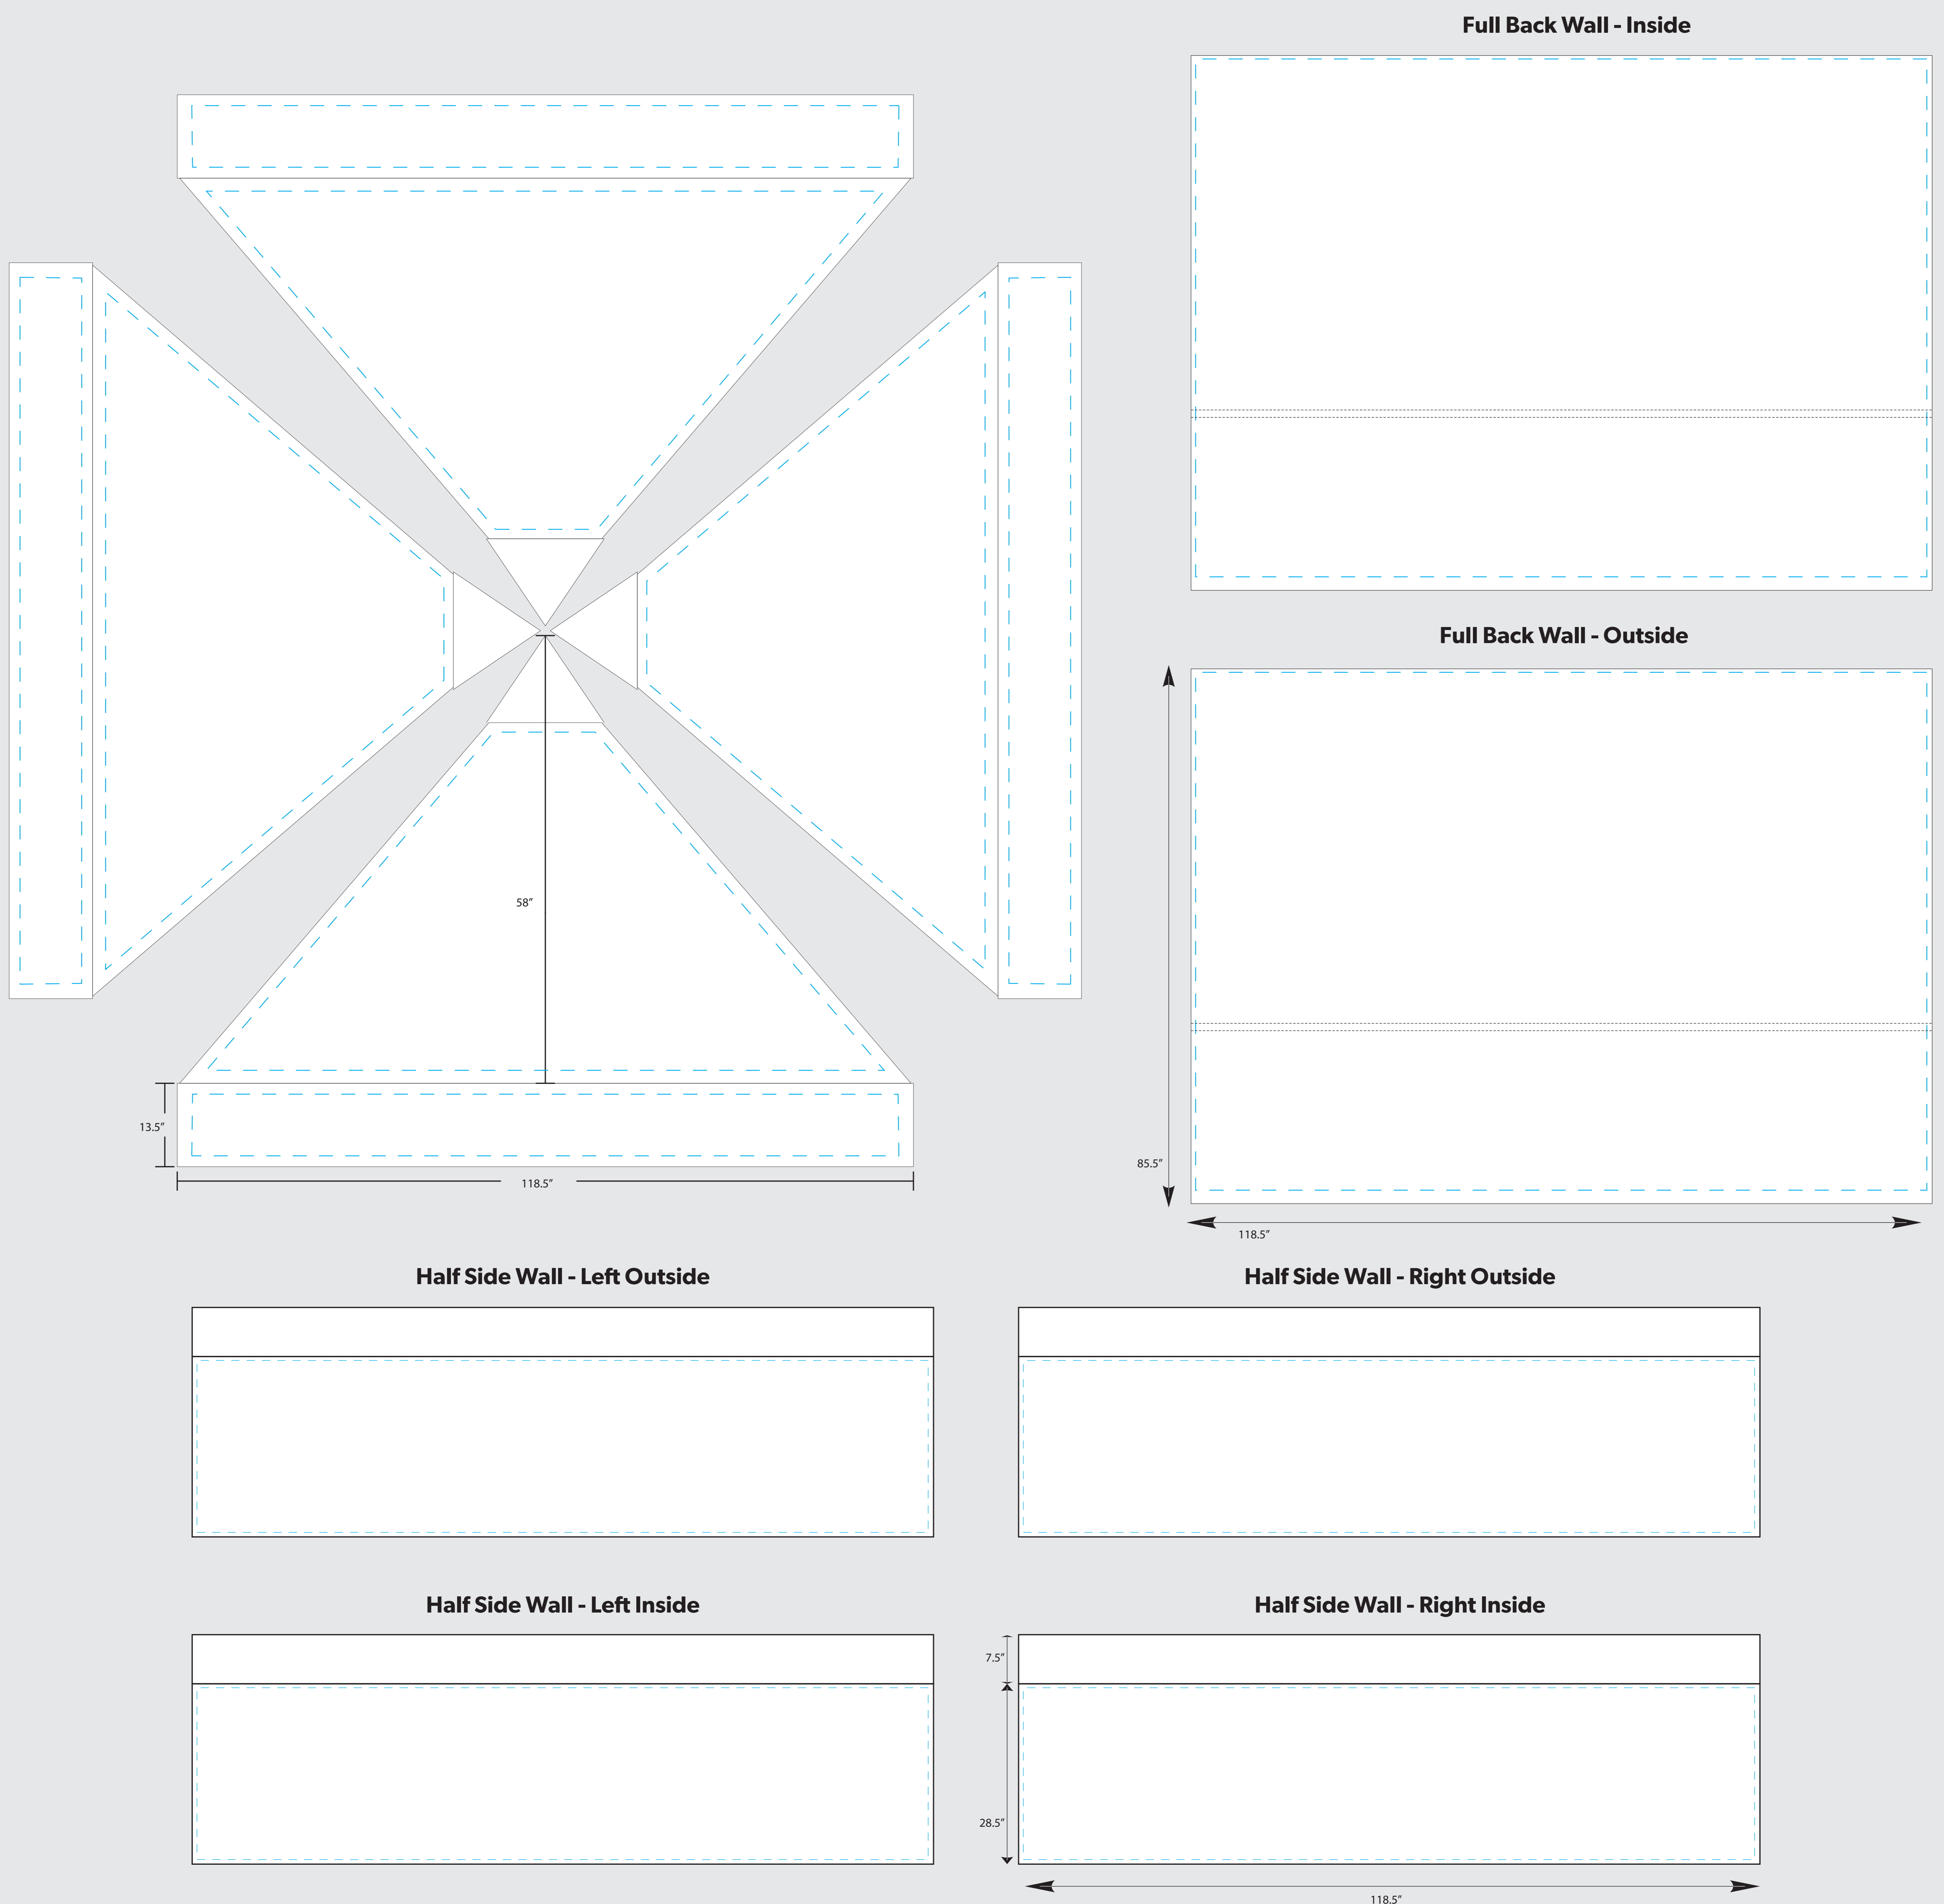 Full Back Wall - Inside
Full Back Wall - Outside
58”
13.5”
118.5”
85.5”
118.5”
Half Side Wall - Left Outside
Half Side Wall - Right Outside
Half Side Wall - Left Inside
Half Side Wall - Right Inside
7.5”
28.5”
118.5”